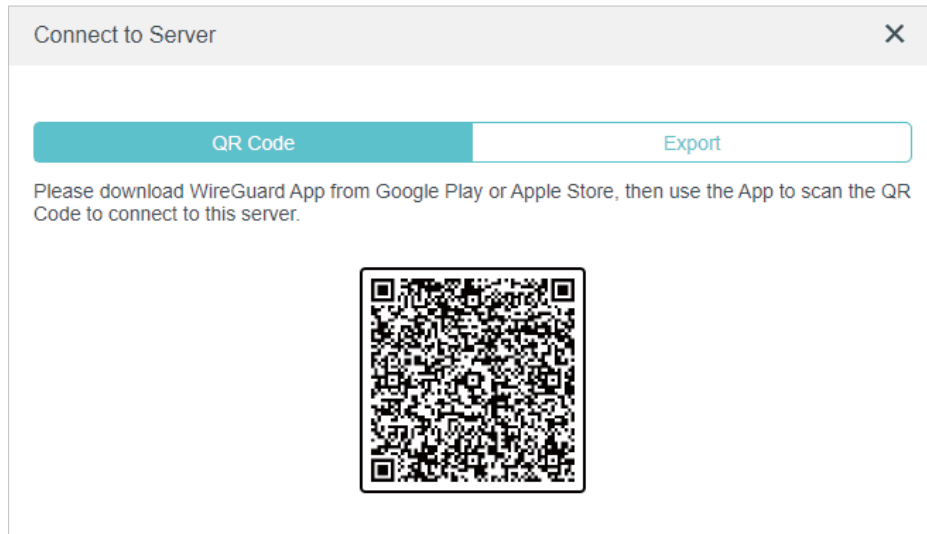 Connect to Server
QR Code
Export
Please download WireGuard App from Google Play or Apple Store, then use the App to scan the QR
Code to connect to this server.